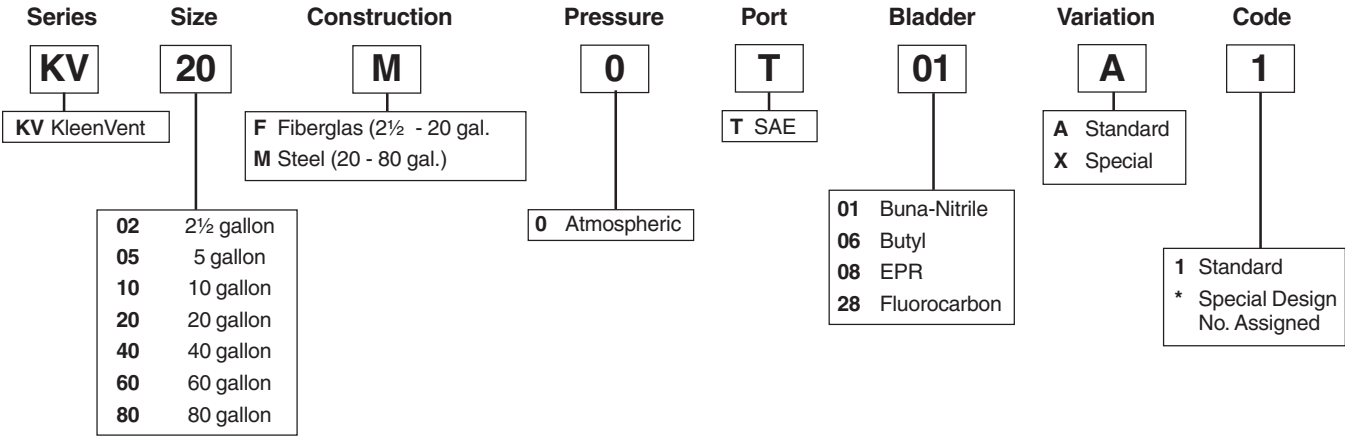 Series Size Construction Pressure Port Bladder Variation Code
KV 20 M 0 T 01 A 1
KV KleenVent
F Fiberglas (2½ - 20 gal.
M Steel (20 - 80 gal.)
T SAE
A Standard
X Special
02 2½ gallon
05 5 gallon
10 10 gallon
20 20 gallon
40 40 gallon
60 60 gallon
80 80 gallon
0 Atmospheric
01 Buna-Nitrile
06 Butyl
08 EPR
28 Fluorocarbon
1 Standard
* Special Design
No. Assigned